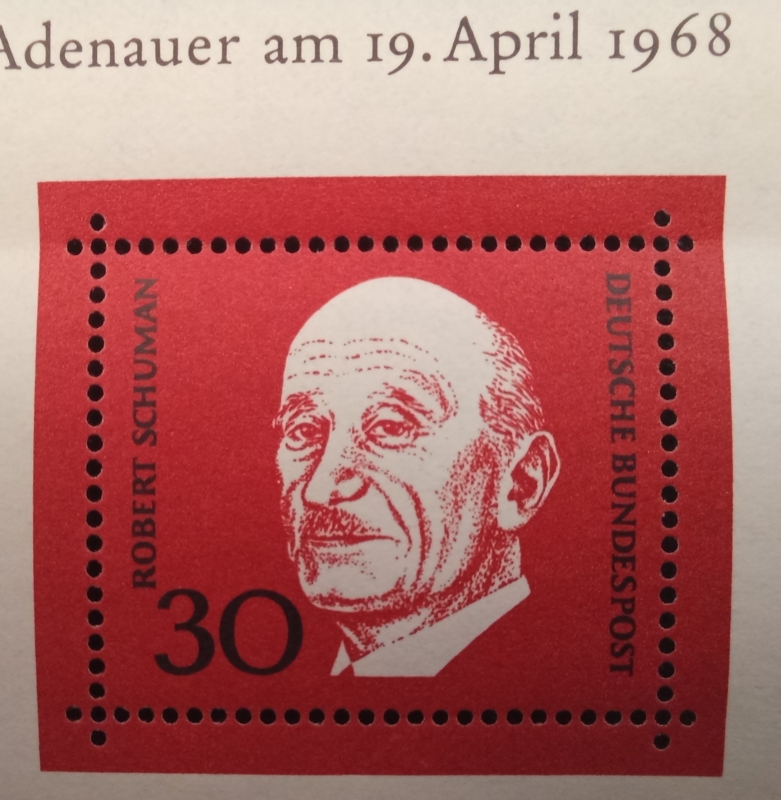 Adenauer am 19. April 1968
ROBERT SCHUMAN
DEUTSCHE BUNDESPOST
30